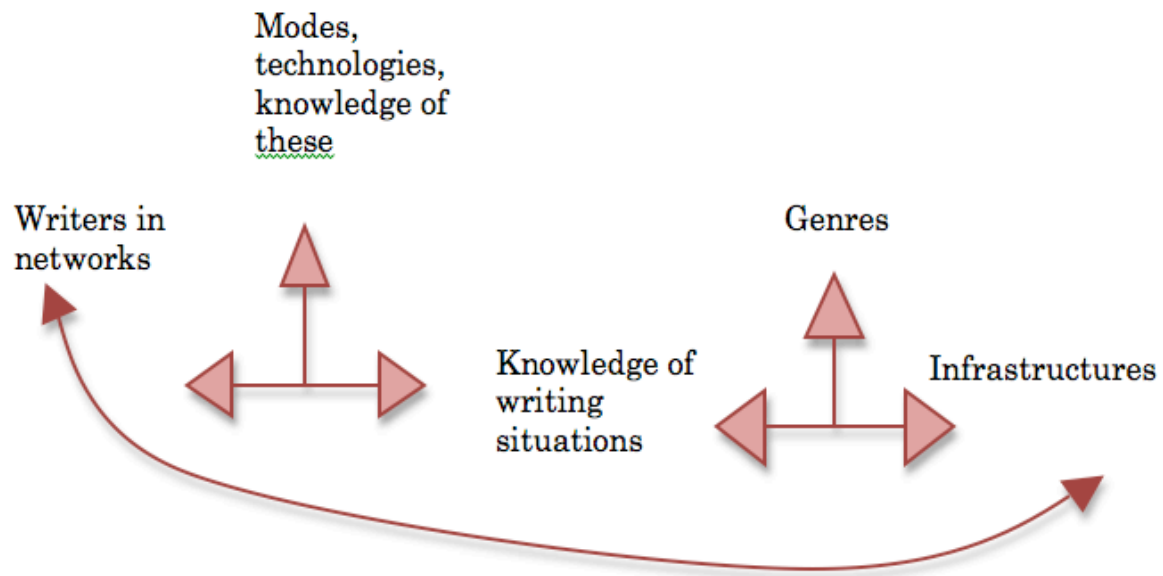 Modes,
technologies,
knowledge of
these
Writers in
networks
Genres
Knowledge of
writing
situations
Infrastructures